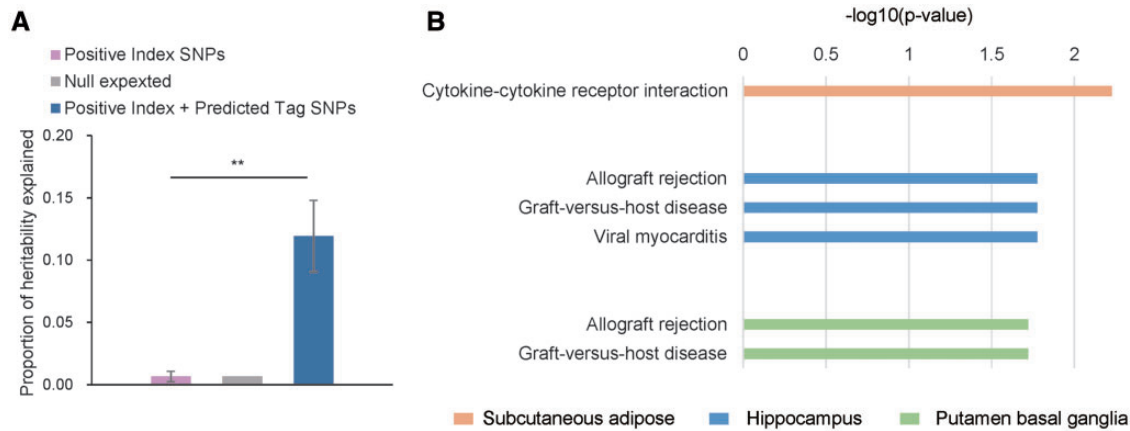 A
Positive Index SNPs
Null expexted
Positive Index + Predicted Tag SNPs
Proportion of heritability explained
0.20
0.15
0.10
0.05
0.00
**
B
-log10(p-value)
0 0.5 1 1.5 2
Cytokine-cytokine receptor interaction
Allograft rejection
Graft-versus-host disease
Viral myocarditis
Allograft rejection
Graft-versus-host disease
Subcutaneous adipose Hippocampus Putamen basal ganglia